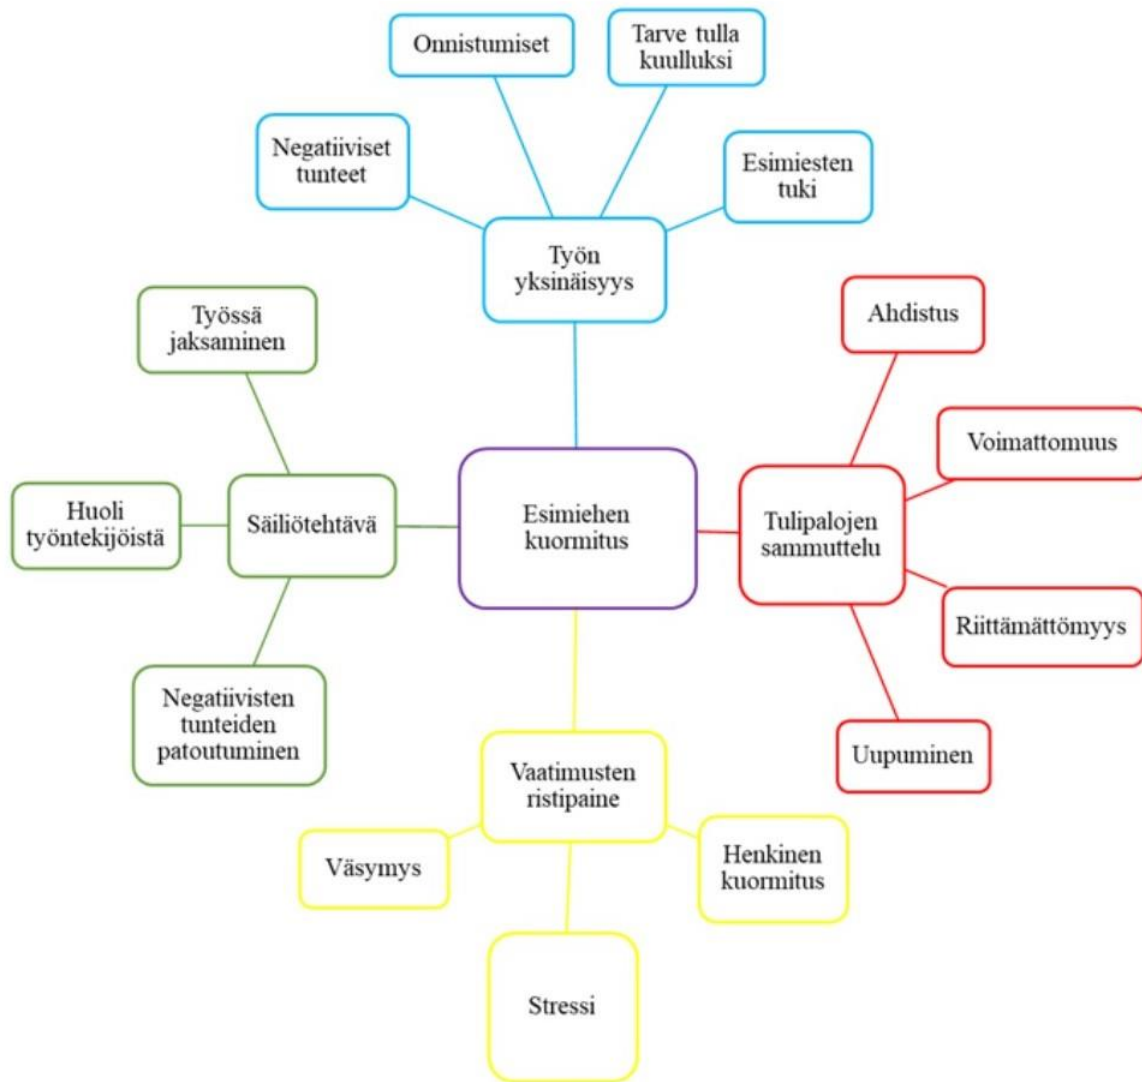 Onnistumiset
Tarve tulla
kuulluksi
Negatiiviset
tunteet
Esimiesten
tuki
Työn
yksinäisyys
Työssä
jaksaminen
Ahdistus
Huoli
työntekijöistä
Säiliötehtävä
Esimiehen
kuormitus
Tulipalojen
sammuttelu
Voimattomuus
Riittämättömyys
Negatiivisten
tunteiden
patoutuminen
Uupuminen
Vaatimusten
ristipaine
Väsymys
Henkinen
kuormitus
Stressi